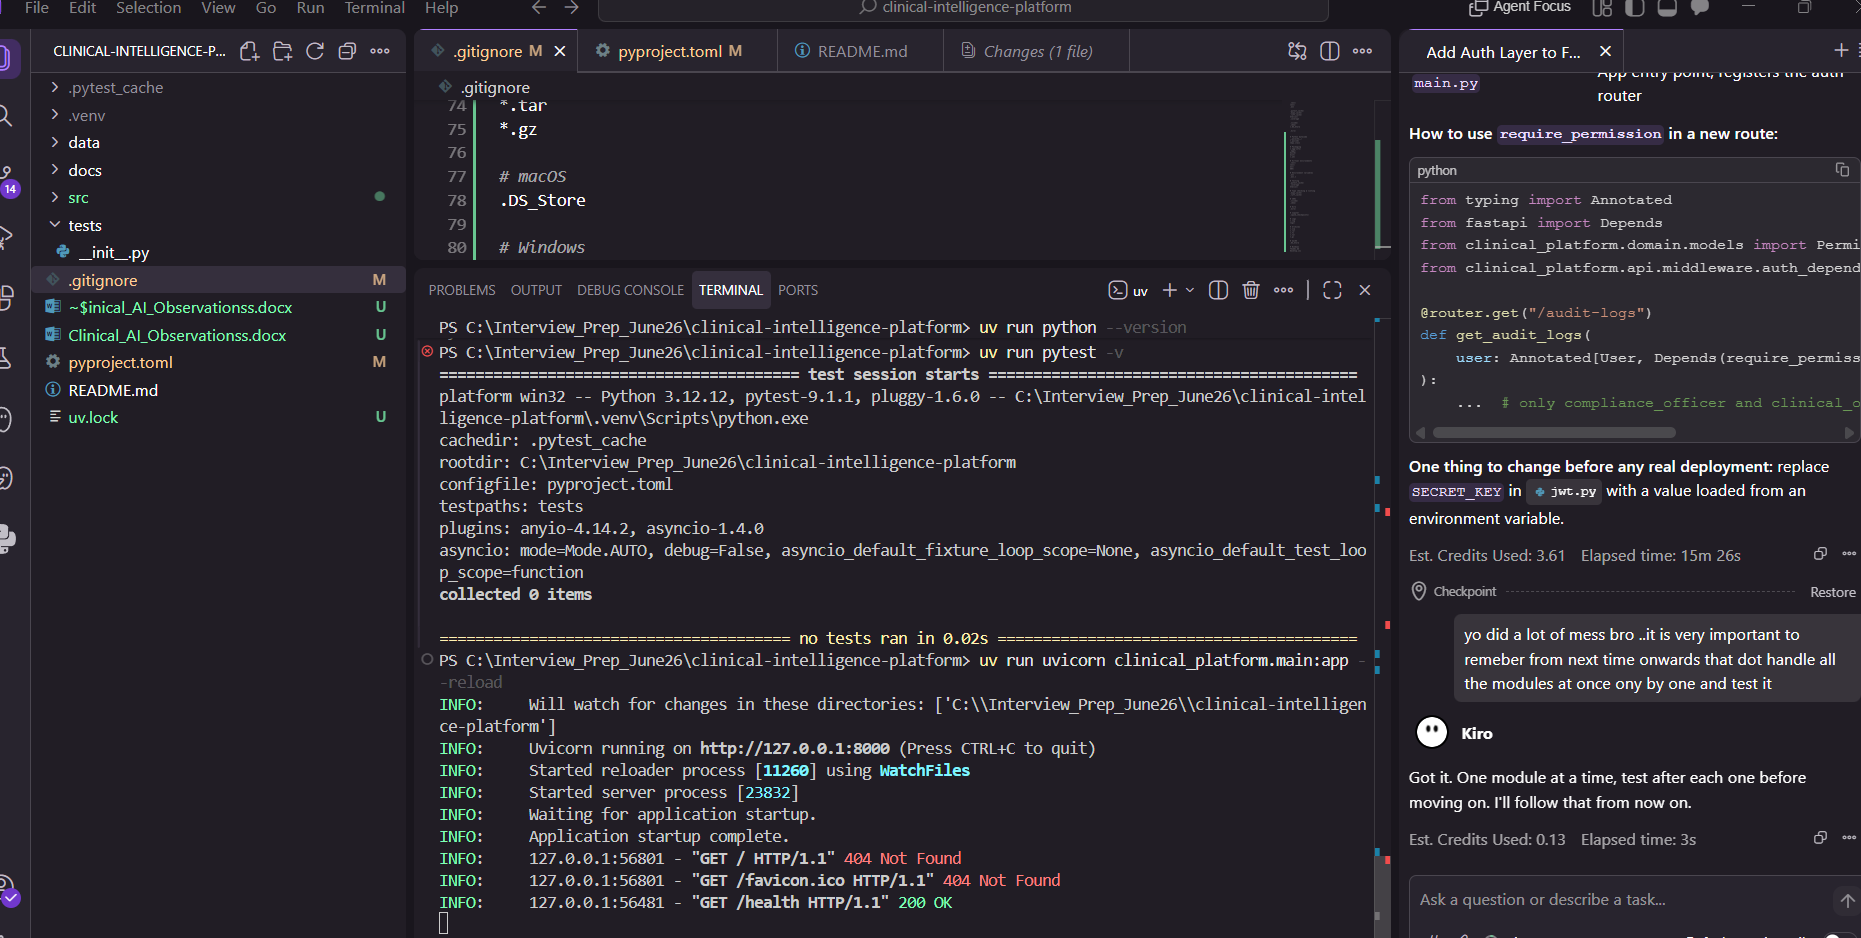 File Edit Selection View Go Run Terminal Help
clinical-intelligence-platform
Agent Focus
CLINICAL-INTELLIGENCE-P...
.pytest_cache
.venv
data
docs
src
tests
__init__.py
.gitignore M
~$inical_AI_Observationss.docx U
Clinical_AI_Observationss.docx U
pyproject.toml M
README.md
uv.lock U
14
.gitignore M
pyproject.toml M
README.md
Changes (1 file)
.gitignore
74 *.tar
75 *.gz
76
77 # macOS
78 .DS_Store
79
80 # Windows
PROBLEMS OUTPUT DEBUG CONSOLE TERMINAL PORTS
uv
PS C:\Interview_Prep_June26\clinical-intelligence-platform> uv run python --version
PS C:\Interview_Prep_June26\clinical-intelligence-platform> uv run pytest -v
======================================== test session starts =========================================
platform win32 -- Python 3.12.12, pytest-9.1.1, pluggy-1.6.0 -- C:\Interview_Prep_June26\clinical-intel
ligence-platform\.venv\Scripts\python.exe
cachedir: .pytest_cache
rootdir: C:\Interview_Prep_June26\clinical-intelligence-platform
configfile: pyproject.toml
testpaths: tests
plugins: anyio-4.14.2, asyncio-1.4.0
asyncio: mode=Mode.AUTO, debug=False, asyncio_default_fixture_loop_scope=None, asyncio_default_test_loo
p_scope=function
collected 0 items
======================================= no tests ran in 0.02s ========================================
PS C:\Interview_Prep_June26\clinical-intelligence-platform> uv run uvicorn clinical_platform.main:app -
-reload
INFO: Will watch for changes in these directories: ['C:\\Interview_Prep_June26\\clinical-intelligen
ce-platform']
INFO: Uvicorn running on http://127.0.0.1:8000 (Press CTRL+C to quit)
INFO: Started reloader process [11260] using WatchFiles
INFO: Started server process [23832]
INFO: Waiting for application startup.
INFO: Application startup complete.
INFO: 127.0.0.1:56801 - "GET / HTTP/1.1" 404 Not Found
INFO: 127.0.0.1:56801 - "GET /favicon.ico HTTP/1.1" 404 Not Found
INFO: 127.0.0.1:56481 - "GET /health HTTP/1.1" 200 OK
Add Auth Layer to F...
main.py App entry point, registers the auth
router
How to use require_permission in a new route:
python
from typing import Annotated
from fastapi import Depends
from clinical_platform.domain.models import Permi
from clinical_platform.api.middleware.auth_depend
@router.get("/audit-logs")
def get_audit_logs(
user: Annotated[User, Depends(require_permiss
):
... # only compliance_officer and clinical_o
One thing to change before any real deployment: replace
SECRET_KEY in jwt.py with a value loaded from an
environment variable.
Est. Credits Used: 3.61 Elapsed time: 15m 26s
Checkpoint Restore
yo did a lot of mess bro ..it is very important to
remeber from next time onwards that dot handle all
the modules at once ony by one and test it
Kiro
Got it. One module at a time, test after each one before
moving on. I'll follow that from now on.
Est. Credits Used: 0.13 Elapsed time: 3s
Ask a question or describe a task...